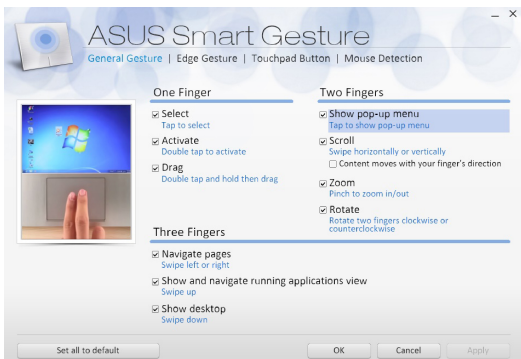 ASUS Smart Gesture
General Gesture | Edge Gesture | Touchpad Button | Mouse Detection
One Finger
Select
Tap to select
Activate
Double tap to activate
Drag
Double tap and hold then drag
Two Fingers
Show pop-up menu
Tap to show pop-up menu
Scroll
Swipe horizontally or vertically
Content moves with your finger's direction
Zoom
Pinch to zoom in/out
Rotate
Rotate two fingers clockwise or
counterclockwise
Three Fingers
Navigate pages
Swipe left or right
Show and navigate running applications view
Swipe up
Show desktop
Swipe down
Set all to default
OK
Cancel
Apply